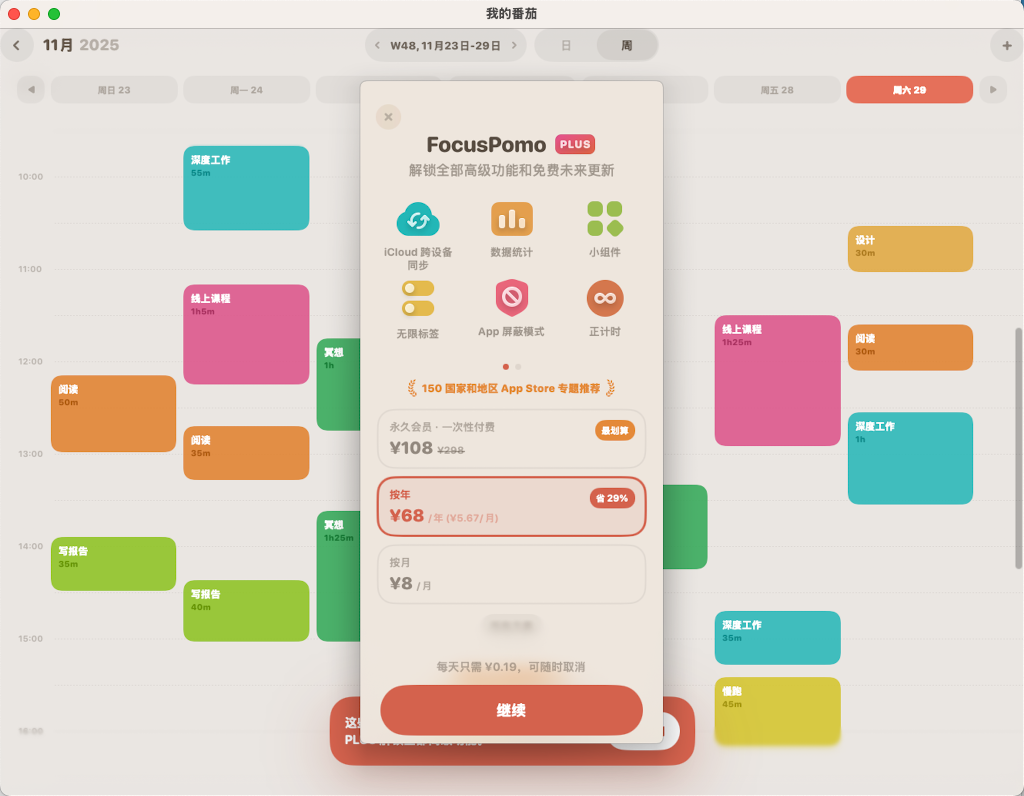 我的番茄
11月 2025
W48, 11月23日-29日
日
周
周日 23
周一 24
周五 28
周六 29
FocusPomo PLUS
解锁全部高级功能和免费未来更新
iCloud 跨设备
同步
数据统计
小组件
无限标签
App 屏蔽模式
正计时
150 国家和地区 App Store 专题推荐
永久会员 · 一次性付费
最划算
¥108 ¥298
按年
省 29%
¥68 /年 (¥5.67/月)
按月
¥8 /月
每天只需 ¥0.19，可随时取消
继续
10:00
11:00
12:00
13:00
14:00
15:00
16:00
阅读
50m
写报告
35m
深度工作
55m
线上课程
1h5m
阅读
35m
写报告
40m
冥想
1h
冥想
1h25m
线上课程
1h25m
深度工作
35m
慢跑
45m
设计
30m
阅读
30m
深度工作
1h